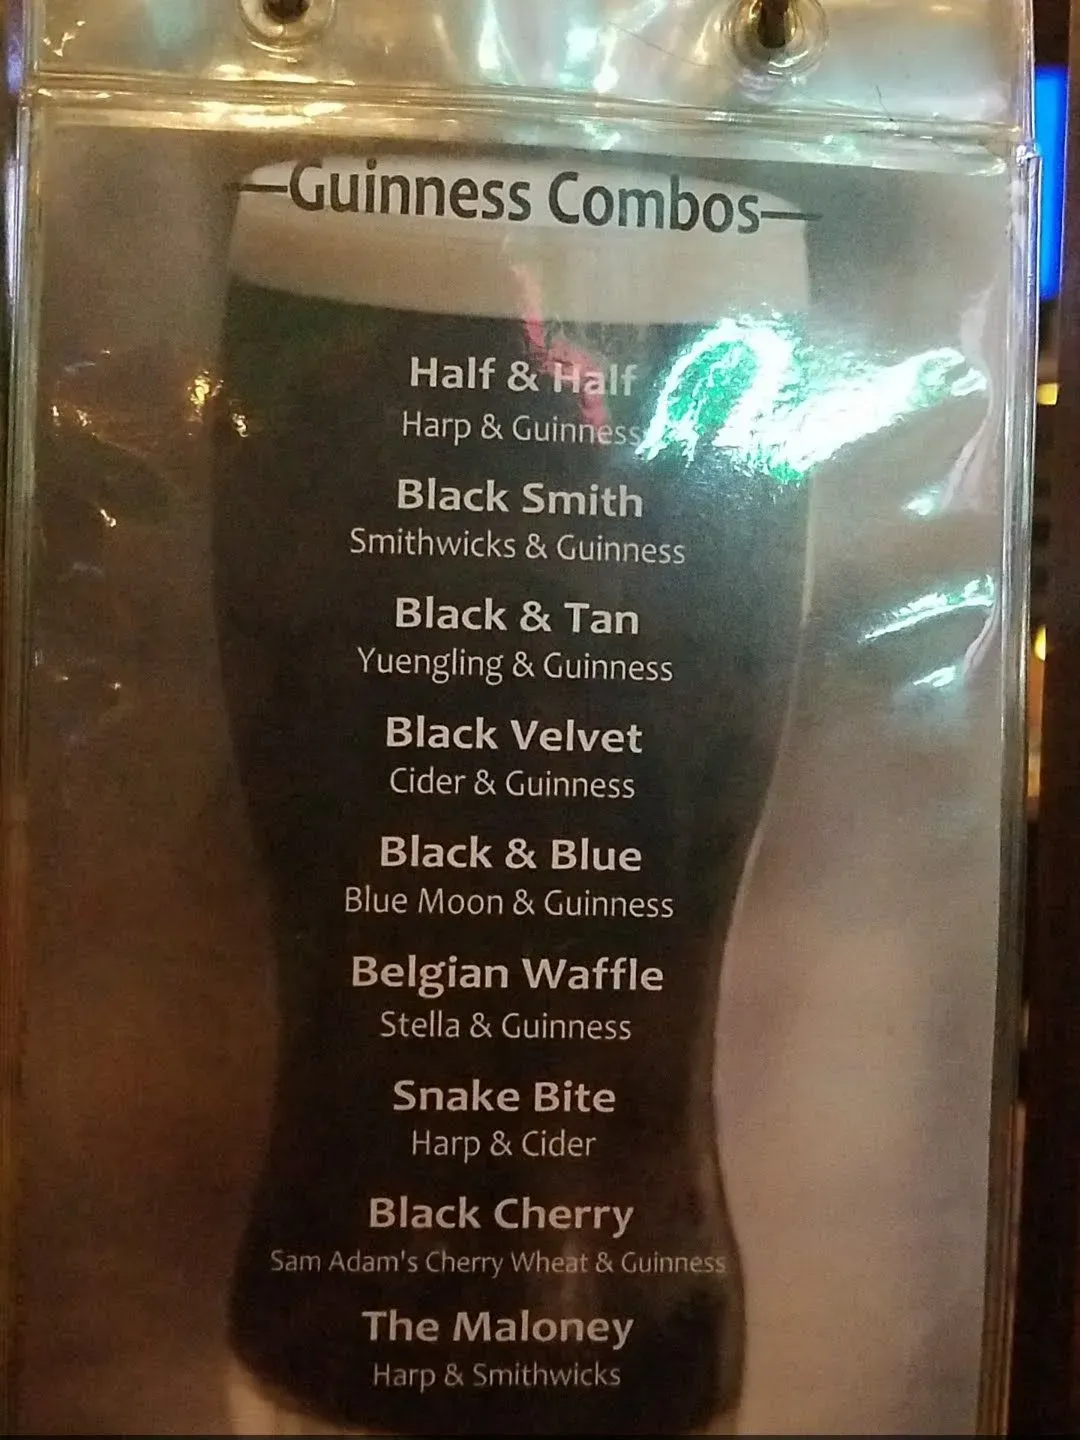 —Guinness Combos—
Half & Half
Harp & Guinness
Black Smith
Smithwicks & Guinness
Black & Tan
Yuengling & Guinness
Black Velvet
Cider & Guinness
Black & Blue
Blue Moon & Guinness
Belgian Waffle
Stella & Guinness
Snake Bite
Harp & Cider
Black Cherry
Sam Adam's Cherry Wheat & Guinness
The Maloney
Harp & Smithwicks